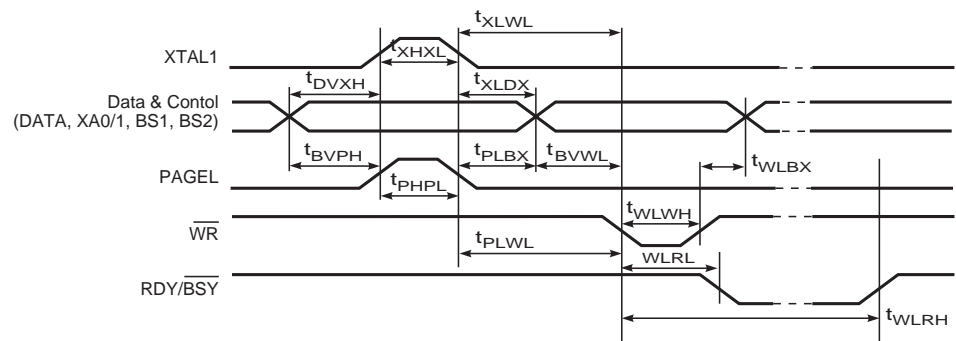 tXLWL
XTAL1
tXHXL
tDVXH
tXLDX
Data & Contol
(DATA, XA0/1, BS1, BS2)
tBVPH
tPLBX
tBVWL
tWLBX
PAGEL
tPHPL
tWLWH
WR
tPLWL
WLRL
RDY/BSY
tWLRH